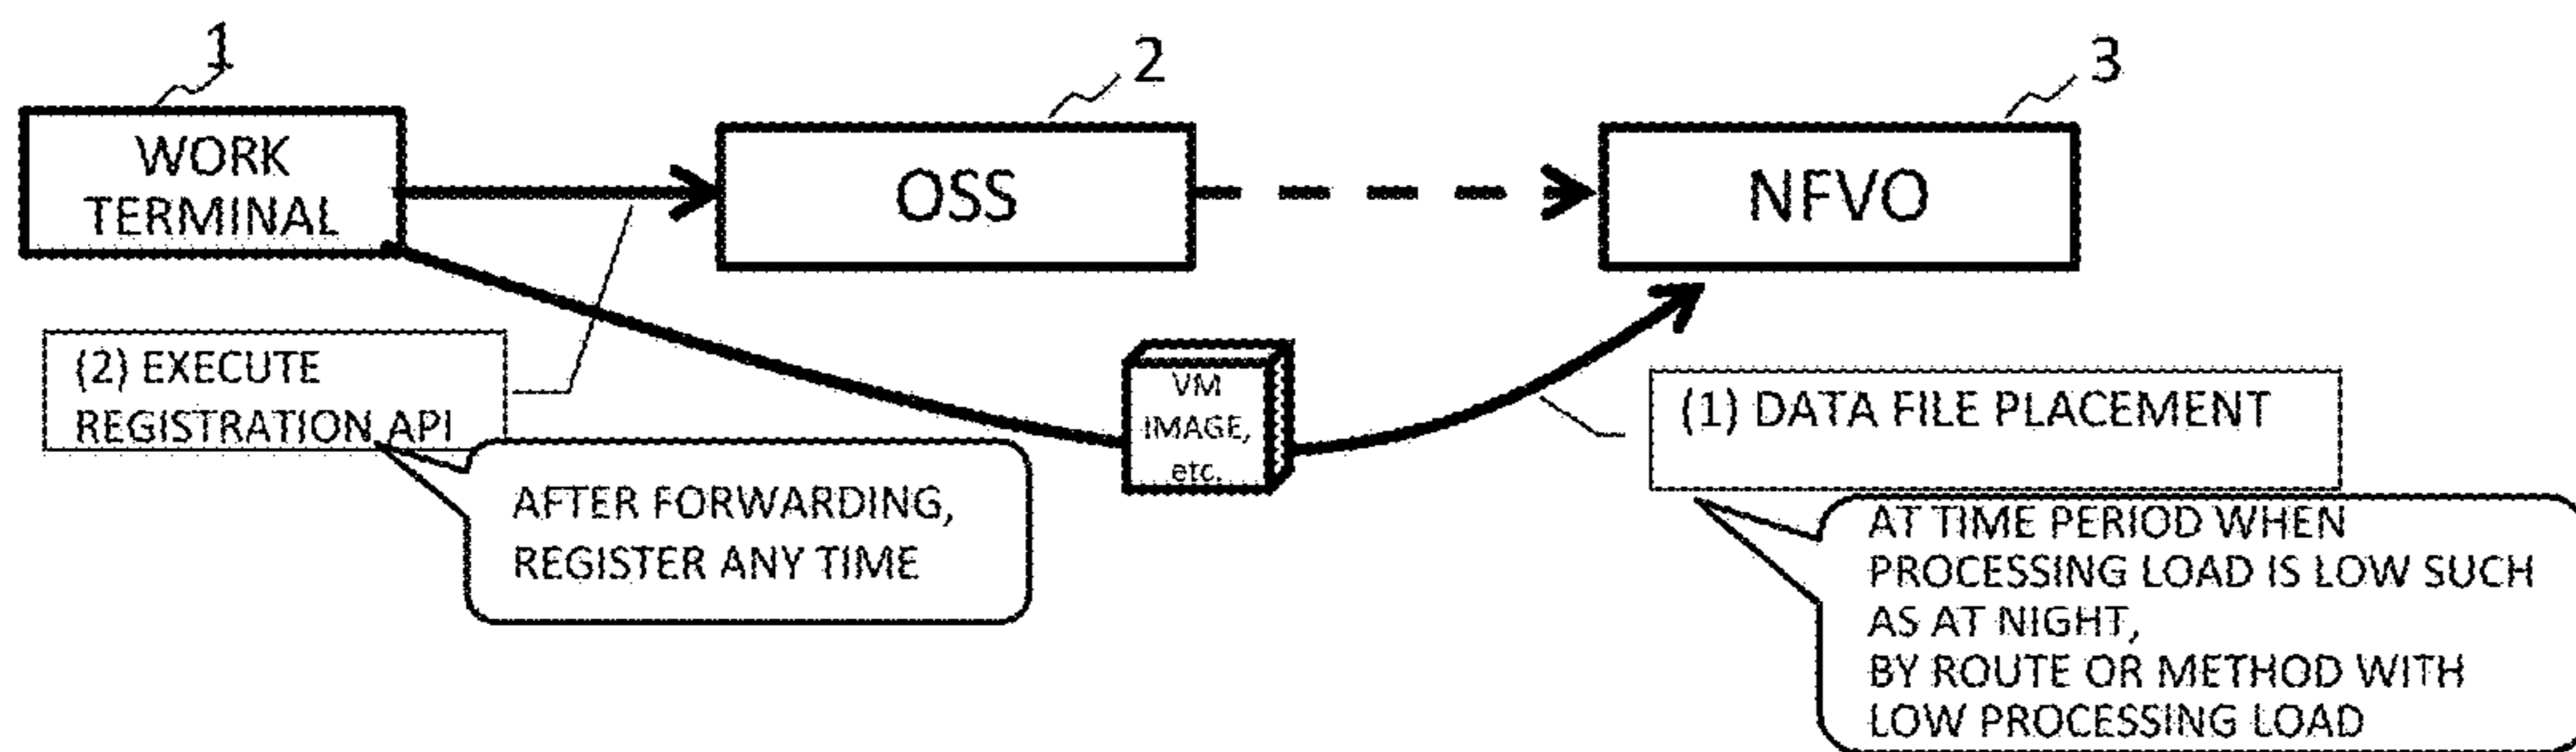 1
2
3
WORK
TERMINAL
OSS
NFVO
(2) EXECUTE
REGISTRATION API
VM
IMAGE,
etc.
(1) DATA FILE PLACEMENT
AFTER FORWARDING,
REGISTER ANY TIME
AT TIME PERIOD WHEN
PROCESSING LOAD IS LOW SUCH
AS AT NIGHT,
BY ROUTE OR METHOD WITH
LOW PROCESSING LOAD